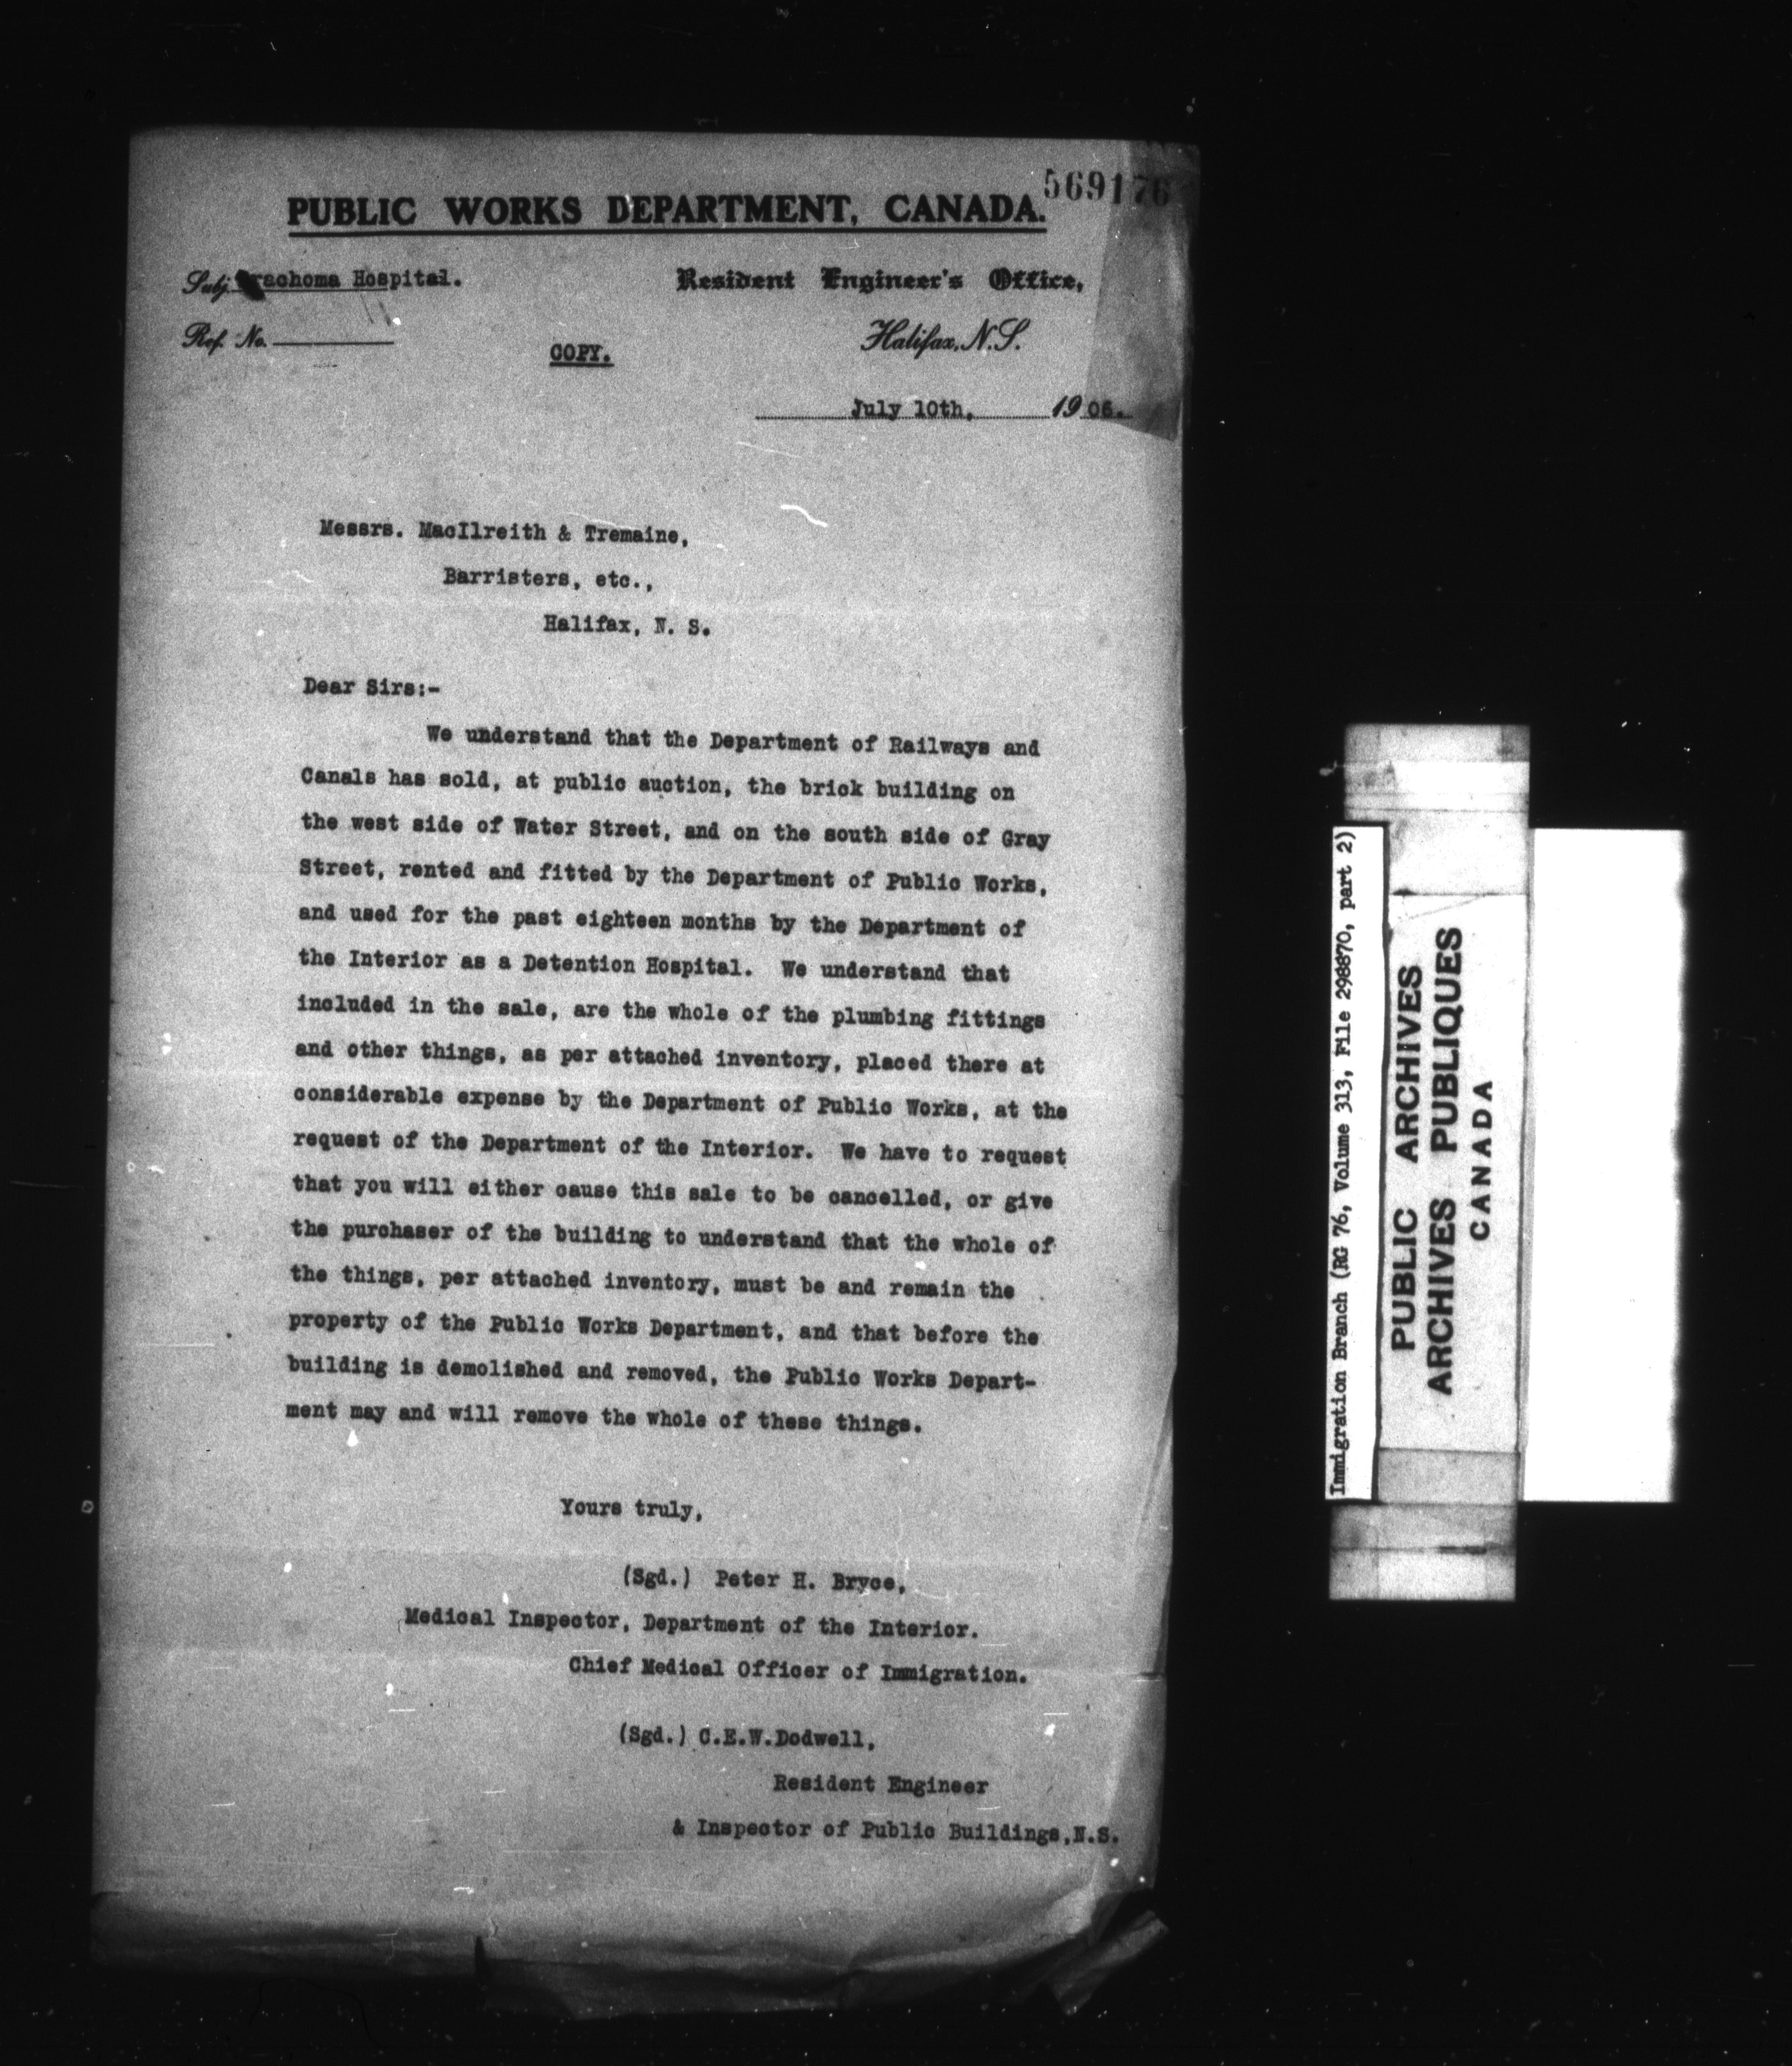 569176
PUBLIC WORKS DEPARTMENT, CANADA.
Subj. Trachoma Hospital.
Resident Engineer's Office,
Ref. No.
Halifax, N.S.
COPY.
July 10th, 1906.
Messrs. MacIlreith & Tremaine,
Barristers, etc.,
Halifax, N. S.
Dear Sirs:-
We understand that the Department of Railways and
Canals has sold, at public auction, the brick building on
the west side of Water Street, and on the south side of Gray
Street, rented and fitted by the Department of Public Works,
and used for the past eighteen months by the Department of
the Interior as a Detention Hospital. We understand that
included in the sale, are the whole of the plumbing fittings
and other things, as per attached inventory, placed there at
considerable expense by the Department of Public Works, at the
request of the Department of the Interior. We have to request
that you will either cause this sale to be cancelled, or give
the purchaser of the building to understand that the whole of
the things, per attached inventory, must be and remain the
property of the Public Works Department, and that before the
building is demolished and removed, the Public Works Depart-
ment may and will remove the whole of these things.
Yours truly,
(Sgd.) Peter H. Bryce,
Medical Inspector, Department of the Interior.
Chief Medical Officer of Immigration.
(Sgd.) C.E.W.Dodwell,
Resident Engineer
& Inspector of Public Buildings,N.S.
Immigration Branch (RG 76, Volume 313, File 298870, part 2)
PUBLIC ARCHIVES
ARCHIVES PUBLIQUES
CANADA